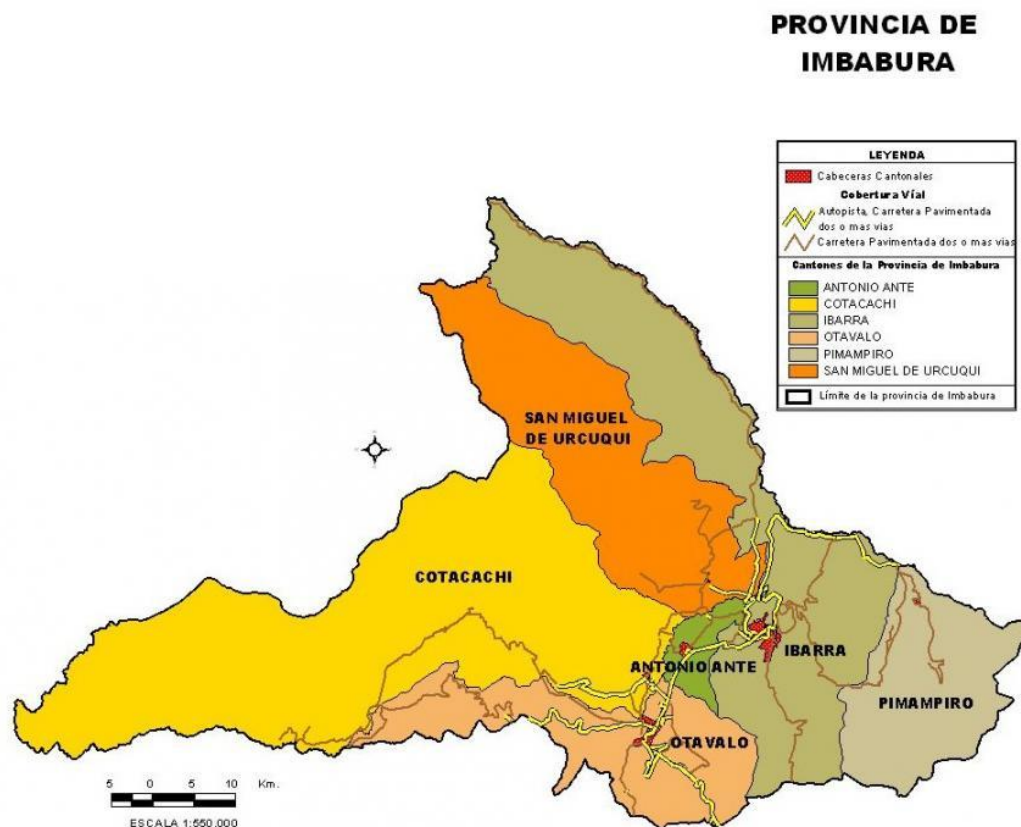 PROVINCIA DE
IMBABURA
LEYENDA
Cabeceras Cantonales
Cobertura Víal
Autopista, Carretera Pavimentada
dos o mas vias
Carretera Pavimentada dos o mas vias
Cantones de la Provincia de Imbabura
ANTONIO ANTE
COTACACHI
IBARRA
OTAVALO
PIMAMPIRO
SAN MIGUEL DE URCUQUI
Límite de la provincia de Imbabura
SAN MIGUEL
DE URCUQUI
COTACACHI
ANTONIO ANTE
IBARRA
PIMAMPIRO
OTAVALO
5 0 5 10 Km.
ESCALA 1:550.000